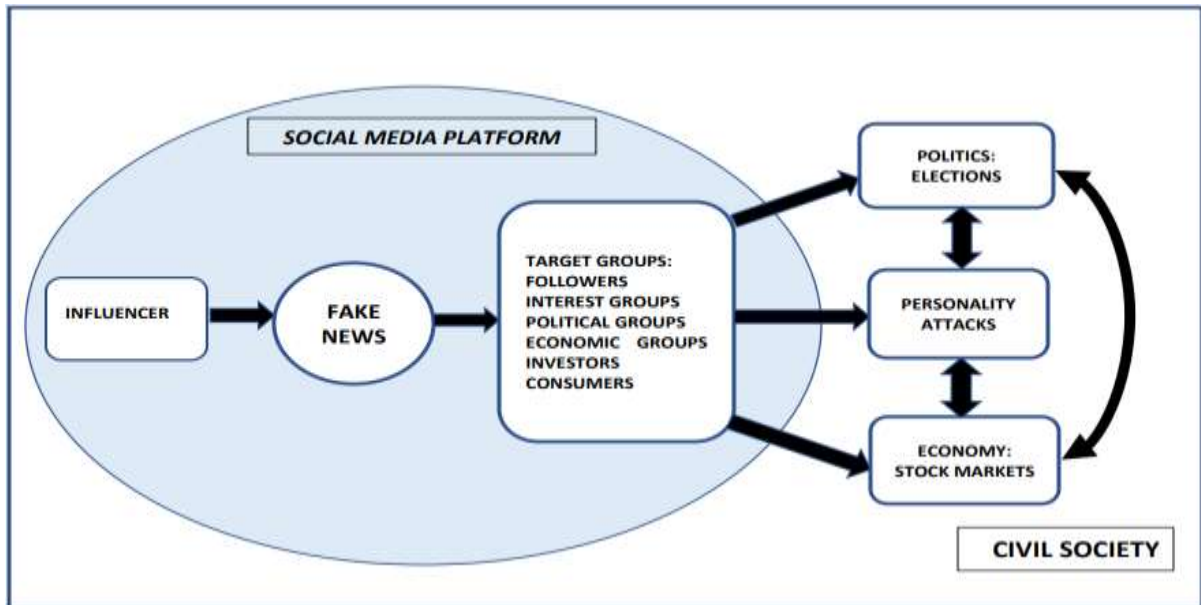 SOCIAL MEDIA PLATFORM
INFLUENCER
FAKE
NEWS
TARGET GROUPS:
FOLLOWERS
INTEREST GROUPS
POLITICAL GROUPS
ECONOMIC GROUPS
INVESTORS
CONSUMERS
POLITICS:
ELECTIONS
PERSONALITY
ATTACKS
ECONOMY:
STOCK MARKETS
CIVIL SOCIETY